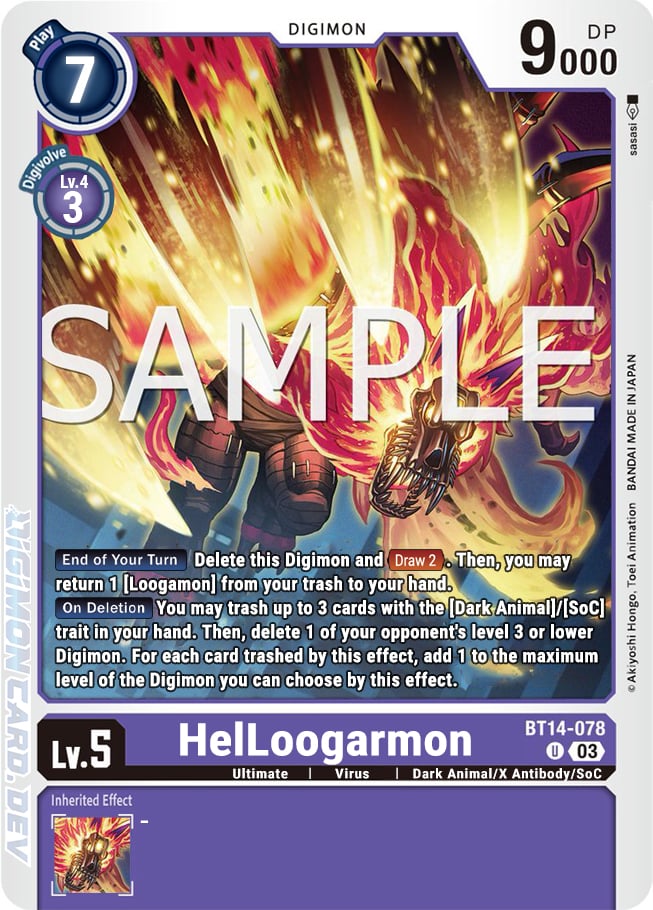 DIGIMON
Play
7
DP
9000
Digivolve
Lv.4
3
sasasi
SAMPLE
BANDAI MADE IN JAPAN
© Akiyoshi Hongo, Toei Animation
End of Your Turn Delete this Digimon and Draw 2 . Then, you may
return 1 [Loogamon] from your trash to your hand.
On Deletion You may trash up to 3 cards with the [Dark Animal]/[SoC]
trait in your hand. Then, delete 1 of your opponent's level 3 or lower
Digimon. For each card trashed by this effect, add 1 to the maximum
level of the Digimon you can choose by this effect.
DIGIMONCARD.DEV
Lv.5
HelLoogarmon
BT14-078
U 03
Ultimate | Virus | Dark Animal/X Antibody/SoC
Inherited Effect
-